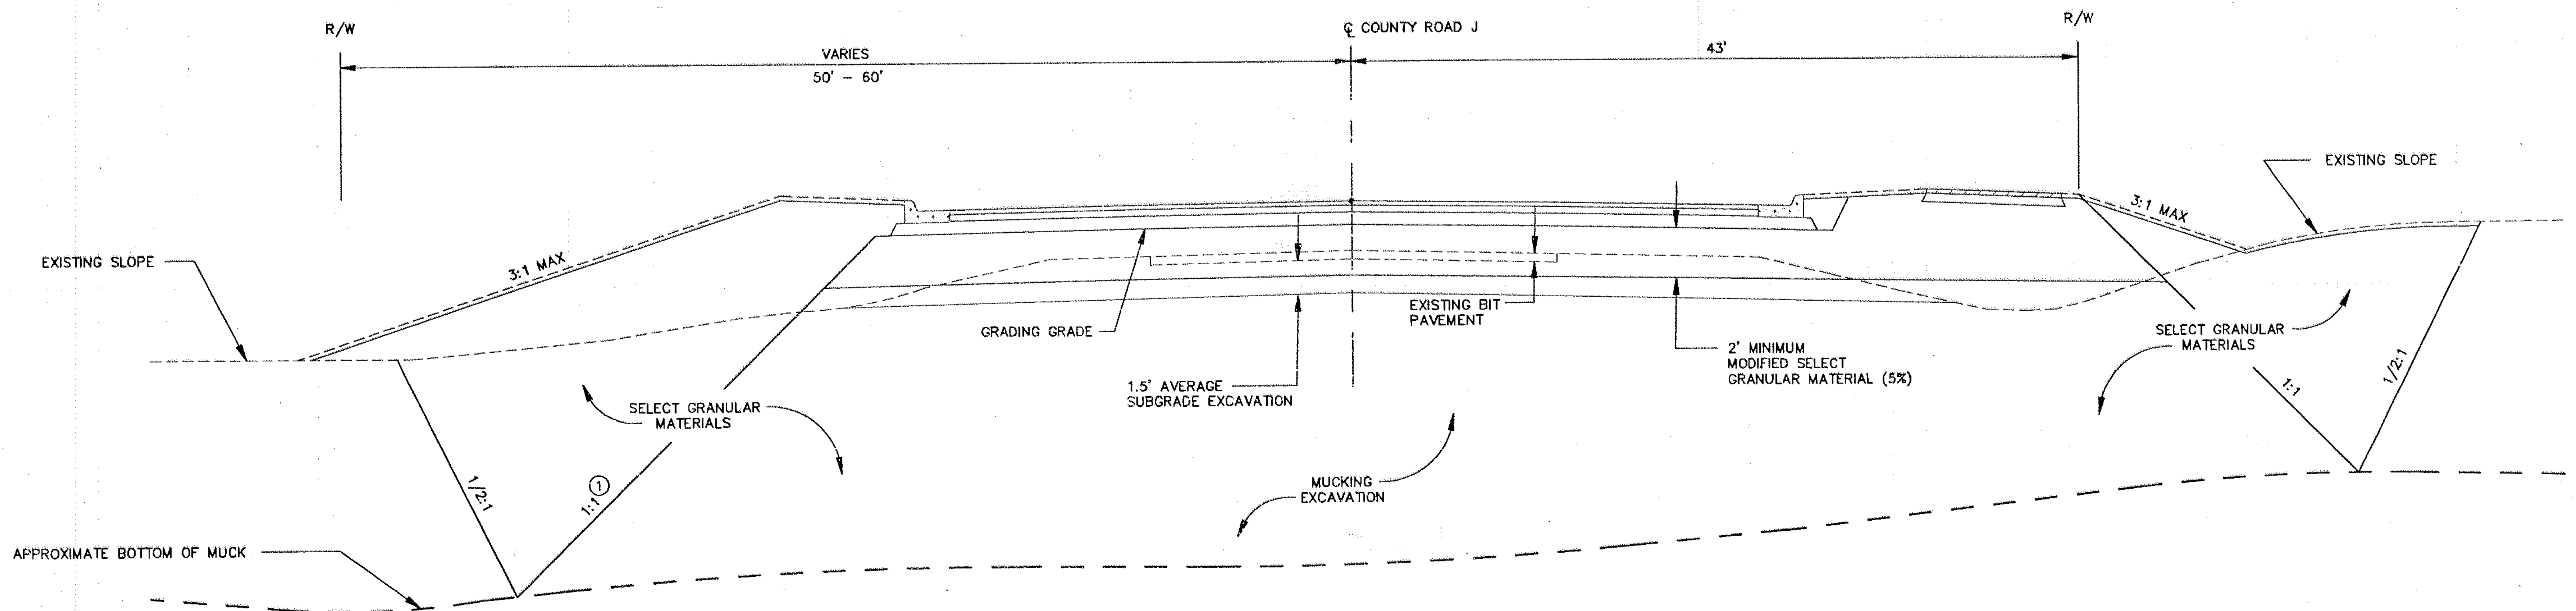 R/W
℄ COUNTY ROAD J
R/W
VARIES
50' - 60'
43'
EXISTING SLOPE
3:1 MAX
3:1 MAX
EXISTING SLOPE
GRADING GRADE
EXISTING BIT
PAVEMENT
SELECT GRANULAR
MATERIALS
2' MINIMUM
MODIFIED SELECT
GRANULAR MATERIAL (5%)
1.5' AVERAGE
SUBGRADE EXCAVATION
SELECT GRANULAR
MATERIALS
1:1
1/2:1
1/2:1
1:1 ①
MUCKING
EXCAVATION
APPROXIMATE BOTTOM OF MUCK